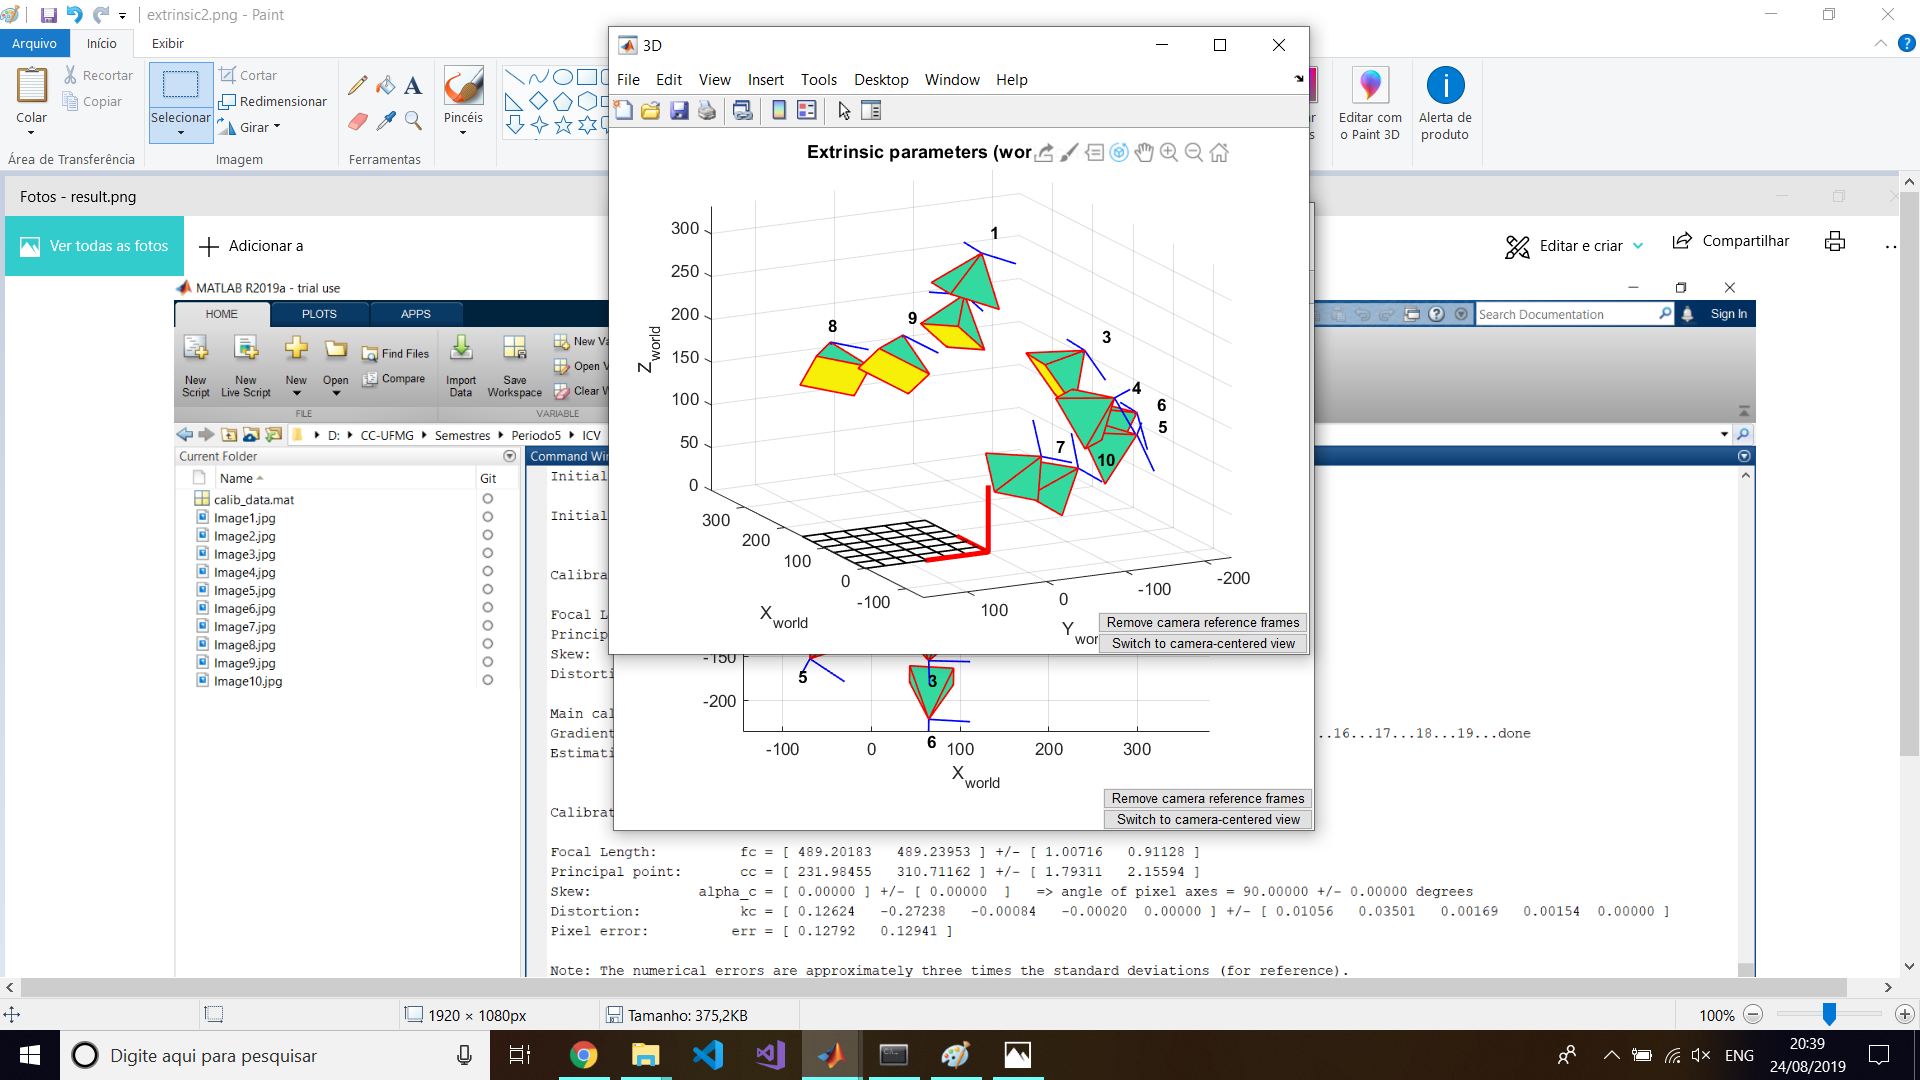 extrinsic2.png - Paint
Arquivo Início Exibir
Colar
Recortar
Copiar
Área de Transferência
Selecionar
Cortar
Redimensionar
Girar
Imagem
Ferramentas
Pincéis
Editar com
o Paint 3D
Alerta de
produto
3D
File Edit View Insert Tools Desktop Window Help
Extrinsic parameters (wor
Z world
300
250
200
150
100
50
0
300
200
100
0
-100
X world
100
0
-100
-200
Y wor
1
8
9
3
4
6
5
7
10
Remove camera reference frames
Switch to camera-centered view
-150
-200
5
3
6
-100 0 100 200 300
X world
Remove camera reference frames
Switch to camera-centered view
Fotos - result.png
Ver todas as fotos
Adicionar a
Editar e criar
Compartilhar
MATLAB R2019a - trial use
HOME PLOTS APPS
Search Documentation
Sign In
New
Script
New
Live Script
New
Open
Find Files
Compare
FILE
Import
Data
Save
Workspace
New Va
Open V
Clear W
VARIABLE
D: CC-UFMG Semestres Periodo5 ICV
Current Folder
Name Git
calib_data.mat
Image1.jpg
Image2.jpg
Image3.jpg
Image4.jpg
Image5.jpg
Image6.jpg
Image7.jpg
Image8.jpg
Image9.jpg
Image10.jpg
Command Wi
Initial
Initial
Calibra
Focal L
Princip
Skew:
Distorti
Main cal
Gradient ..16...17...18...19...done
Estimati
Calibrat
Focal Length: fc = [ 489.20183 489.23953 ] +/- [ 1.00716 0.91128 ]
Principal point: cc = [ 231.98455 310.71162 ] +/- [ 1.79311 2.15594 ]
Skew: alpha_c = [ 0.00000 ] +/- [ 0.00000 ] => angle of pixel axes = 90.00000 +/- 0.00000 degrees
Distortion: kc = [ 0.12624 -0.27238 -0.00084 -0.00020 0.00000 ] +/- [ 0.01056 0.03501 0.00169 0.00154 0.00000 ]
Pixel error: err = [ 0.12792 0.12941 ]
Note: The numerical errors are approximately three times the standard deviations (for reference).
1920 × 1080px
Tamanho: 375,2KB
100%
Digite aqui para pesquisar
ENG
20:39
24/08/2019